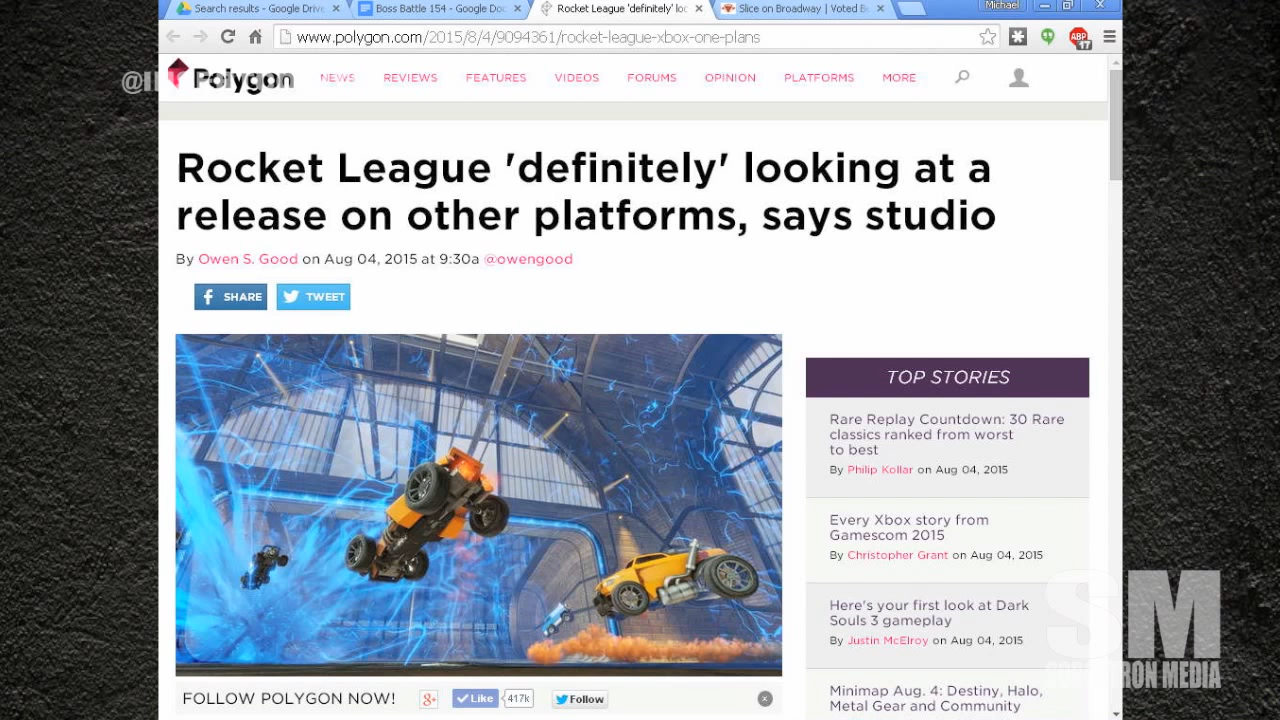 Search results - Google Drive
Boss Battle 154 - Google Doc
Rocket League 'definitely' loo
Slice on Broadway | Voted B
Michael
www.polygon.com/2015/8/4/9094361/rocket-league-xbox-one-plans
ABP
17
Polygon
NEWS
REVIEWS
FEATURES
VIDEOS
FORUMS
OPINION
PLATFORMS
MORE
Rocket League 'definitely' looking at a
release on other platforms, says studio
By Owen S. Good on Aug 04, 2015 at 9:30a @owengood
SHARE
TWEET
TOP STORIES
Rare Replay Countdown: 30 Rare
classics ranked from worst
to best
By Philip Kollar on Aug 04, 2015
Every Xbox story from
Gamescom 2015
By Christopher Grant on Aug 04, 2015
Here's your first look at Dark
Souls 3 gameplay
By Justin McElroy on Aug 04, 2015
Minimap Aug. 4: Destiny, Halo,
Metal Gear and Community
FOLLOW POLYGON NOW!
g+
Like
417k
Follow
SM
MEDIA